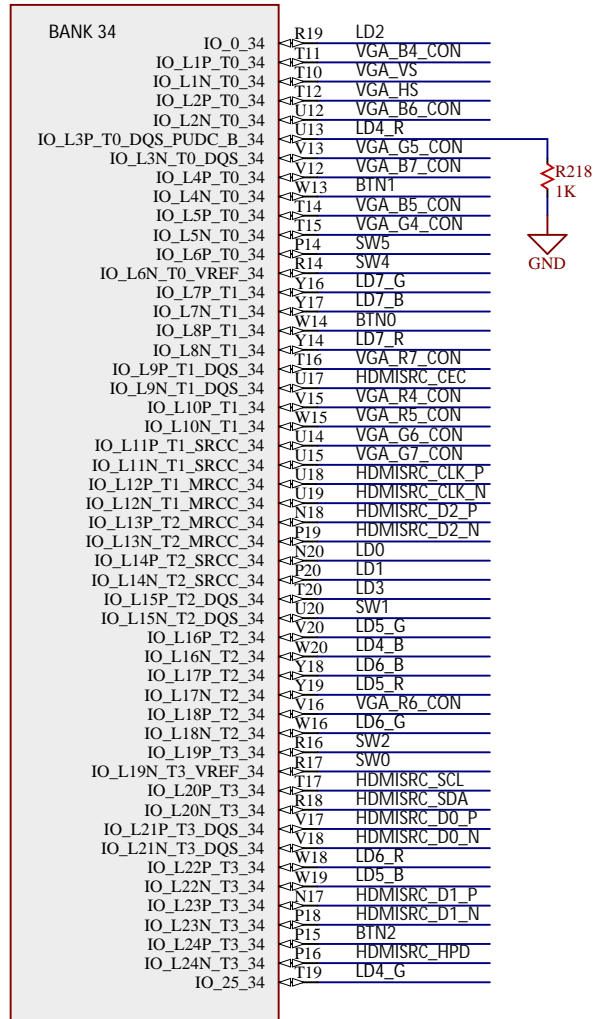 BANK 34
IO_0_34 R19 LD2
IO_L1P_T0_34 T11 VGA_B4_CON
IO_L1N_T0_34 T10 VGA_VS
IO_L2P_T0_34 T12 VGA_HS
IO_L2N_T0_34 U12 VGA_B6_CON
IO_L3P_T0_DQS_PUDC_B_34 U13 LD4_R
IO_L3N_T0_DQS_34 V13 VGA_G5_CON
IO_L4P_T0_34 V12 VGA_B7_CON
R218
IO_L4N_T0_34 W13 BTN1
1K
IO_L5P_T0_34 T14 VGA_B5_CON
IO_L5N_T0_34 T15 VGA_G4_CON
IO_L6P_T0_34 P14 SW5
GND
IO_L6N_T0_VREF_34 R14 SW4
IO_L7P_T1_34 Y16 LD7_G
IO_L7N_T1_34 Y17 LD7_B
IO_L8P_T1_34 W14 BTN0
IO_L8N_T1_34 Y14 LD7_R
IO_L9P_T1_DQS_34 T16 VGA_R7_CON
IO_L9N_T1_DQS_34 U17 HDMISRC_CEC
IO_L10P_T1_34 V15 VGA_R4_CON
IO_L10N_T1_34 W15 VGA_R5_CON
IO_L11P_T1_SRCC_34 U14 VGA_G6_CON
IO_L11N_T1_SRCC_34 U15 VGA_G7_CON
IO_L12P_T1_MRCC_34 U18 HDMISRC_CLK_P
IO_L12N_T1_MRCC_34 U19 HDMISRC_CLK_N
IO_L13P_T2_MRCC_34 N18 HDMISRC_D2_P
IO_L13N_T2_MRCC_34 P19 HDMISRC_D2_N
IO_L14P_T2_SRCC_34 N20 LD0
IO_L14N_T2_SRCC_34 P20 LD1
IO_L15P_T2_DQS_34 T20 LD3
IO_L15N_T2_DQS_34 U20 SW1
IO_L16P_T2_34 V20 LD5_G
IO_L16N_T2_34 W20 LD4_B
IO_L17P_T2_34 Y18 LD6_B
IO_L17N_T2_34 Y19 LD5_R
IO_L18P_T2_34 V16 VGA_R6_CON
IO_L18N_T2_34 W16 LD6_G
IO_L19P_T3_34 R16 SW2
IO_L19N_T3_VREF_34 R17 SW0
IO_L20P_T3_34 T17 HDMISRC_SCL
IO_L20N_T3_34 R18 HDMISRC_SDA
IO_L21P_T3_DQS_34 V17 HDMISRC_D0_P
IO_L21N_T3_DQS_34 V18 HDMISRC_D0_N
IO_L22P_T3_34 W18 LD6_R
IO_L22N_T3_34 W19 LD5_B
IO_L23P_T3_34 N17 HDMISRC_D1_P
IO_L23N_T3_34 P18 HDMISRC_D1_N
IO_L24P_T3_34 P15 BTN2
IO_L24N_T3_34 P16 HDMISRC_HPD
IO_25_34 T19 LD4_G